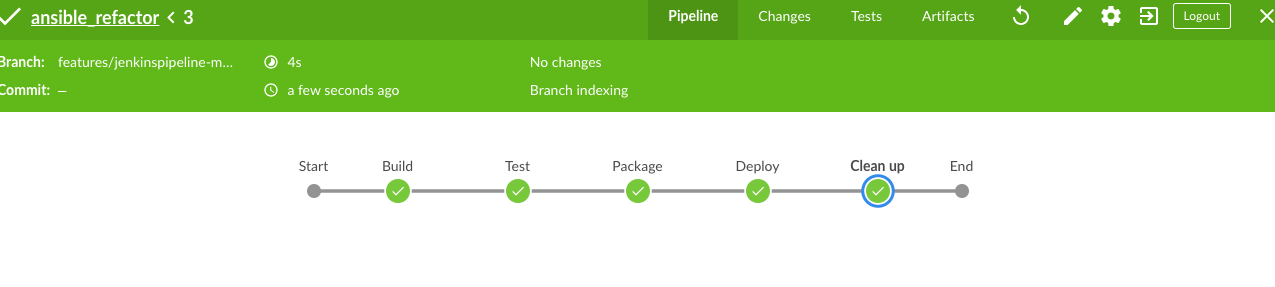 ansible_refactor < 3 Pipeline Changes Tests Artifacts Logout
Branch: features/jenkinspipeline-m... 4s No changes
Commit: — a few seconds ago Branch indexing
Start Build Test Package Deploy Clean up End